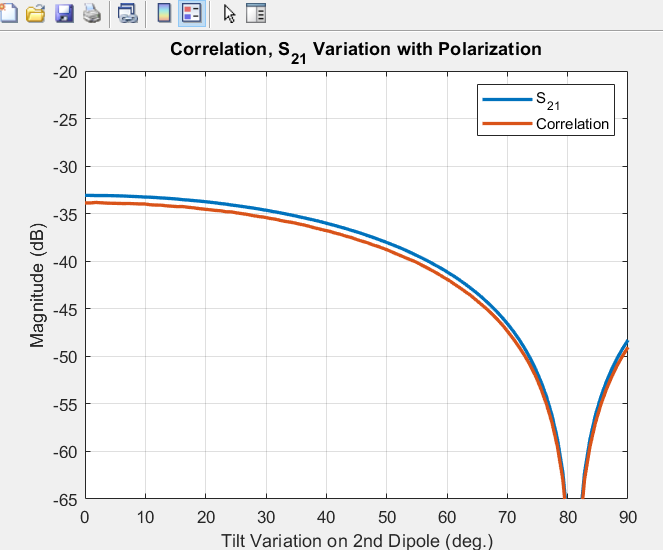 Correlation, S21 Variation with Polarization
-20
-25
-30
-35
-40
-45
-50
-55
-60
-65
Magnitude (dB)
S21
Correlation
0 10 20 30 40 50 60 70 80 90
Tilt Variation on 2nd Dipole (deg.)